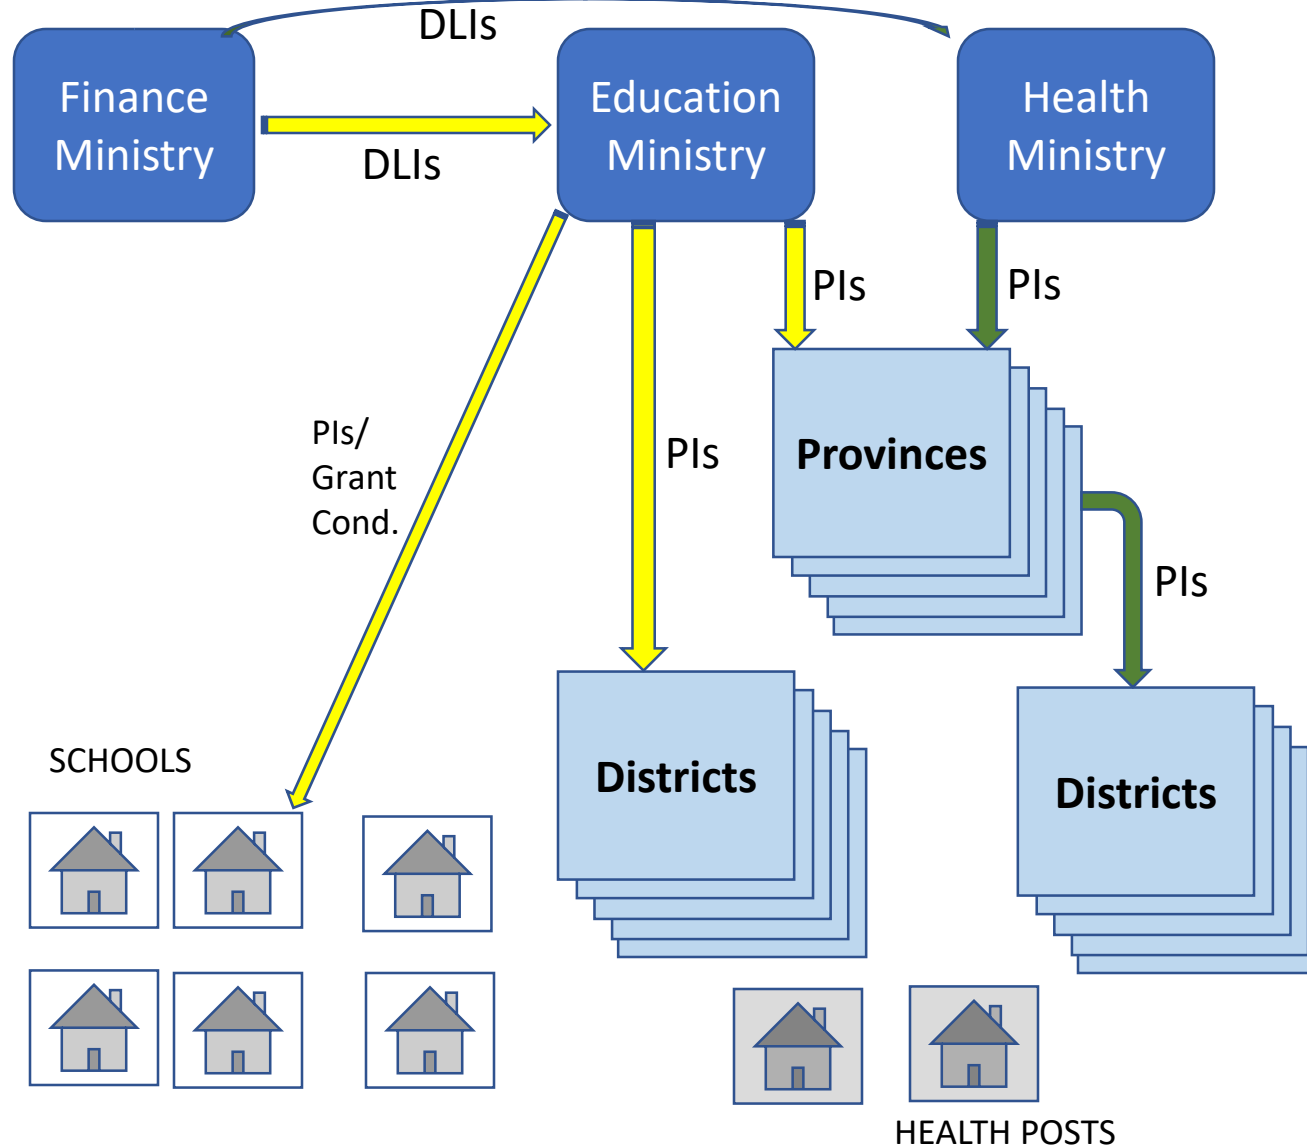 DLIs
Finance
Ministry
Education
Ministry
Health
Ministry
DLIs
PIs
PIs
PIs/
Grant
Cond.
PIs
Provinces
PIs
SCHOOLS
Districts
Districts
HEALTH POSTS